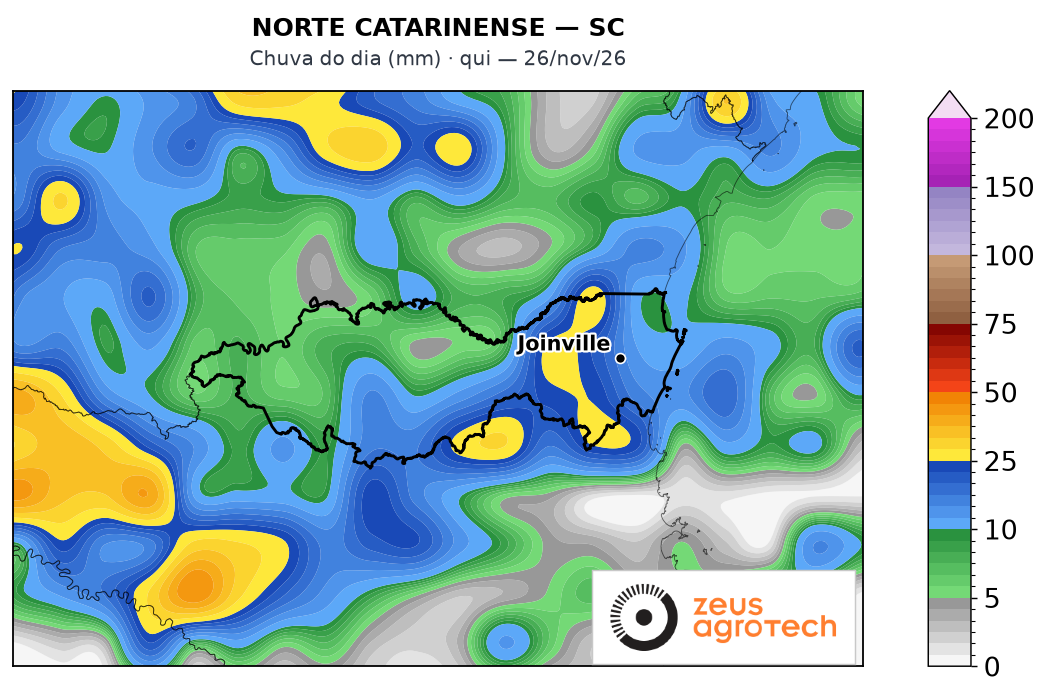 NORTE CATARINENSE — SC
Chuva do dia (mm) · qui — 26/nov/26
200
150
100
75
50
25
10
5
0
Joinville
zeus
agrotech